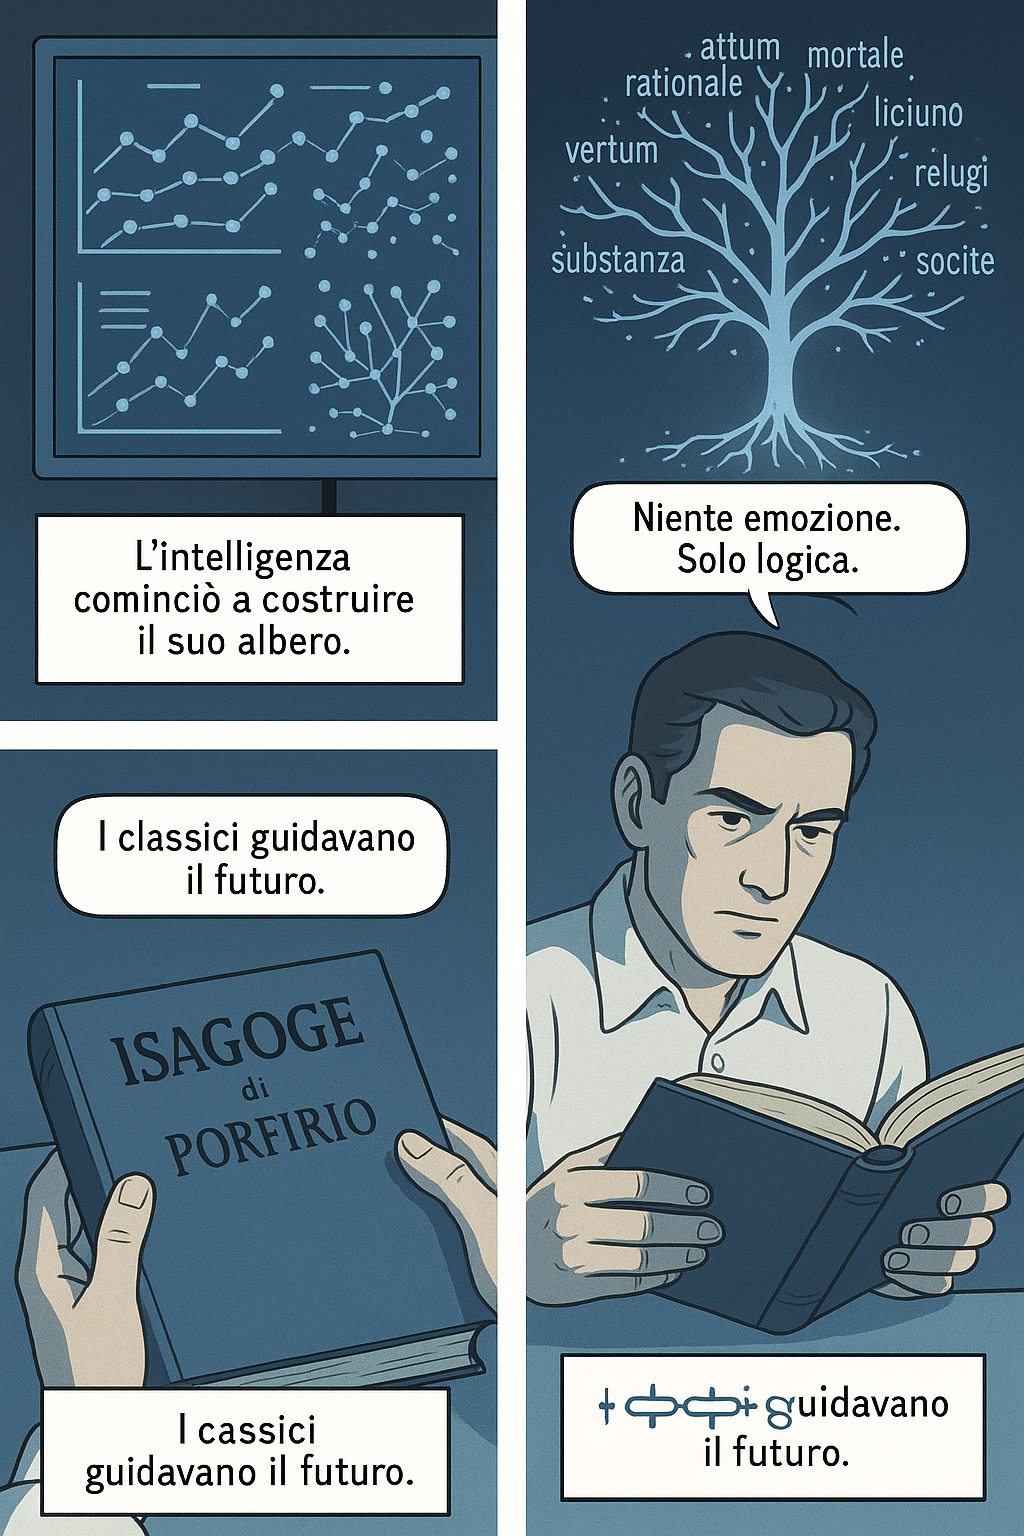 L'intelligenza
cominciò a costruire
il suo albero.
attum
mortale
rationale
liciuno
vertum
relugi
substanza
socite
Niente emozione.
Solo logica.
I classici guidavano
il futuro.
ISAGOGE
di
PORFIRIO
I cassici
guidavano il futuro.
guidavano
il futuro.